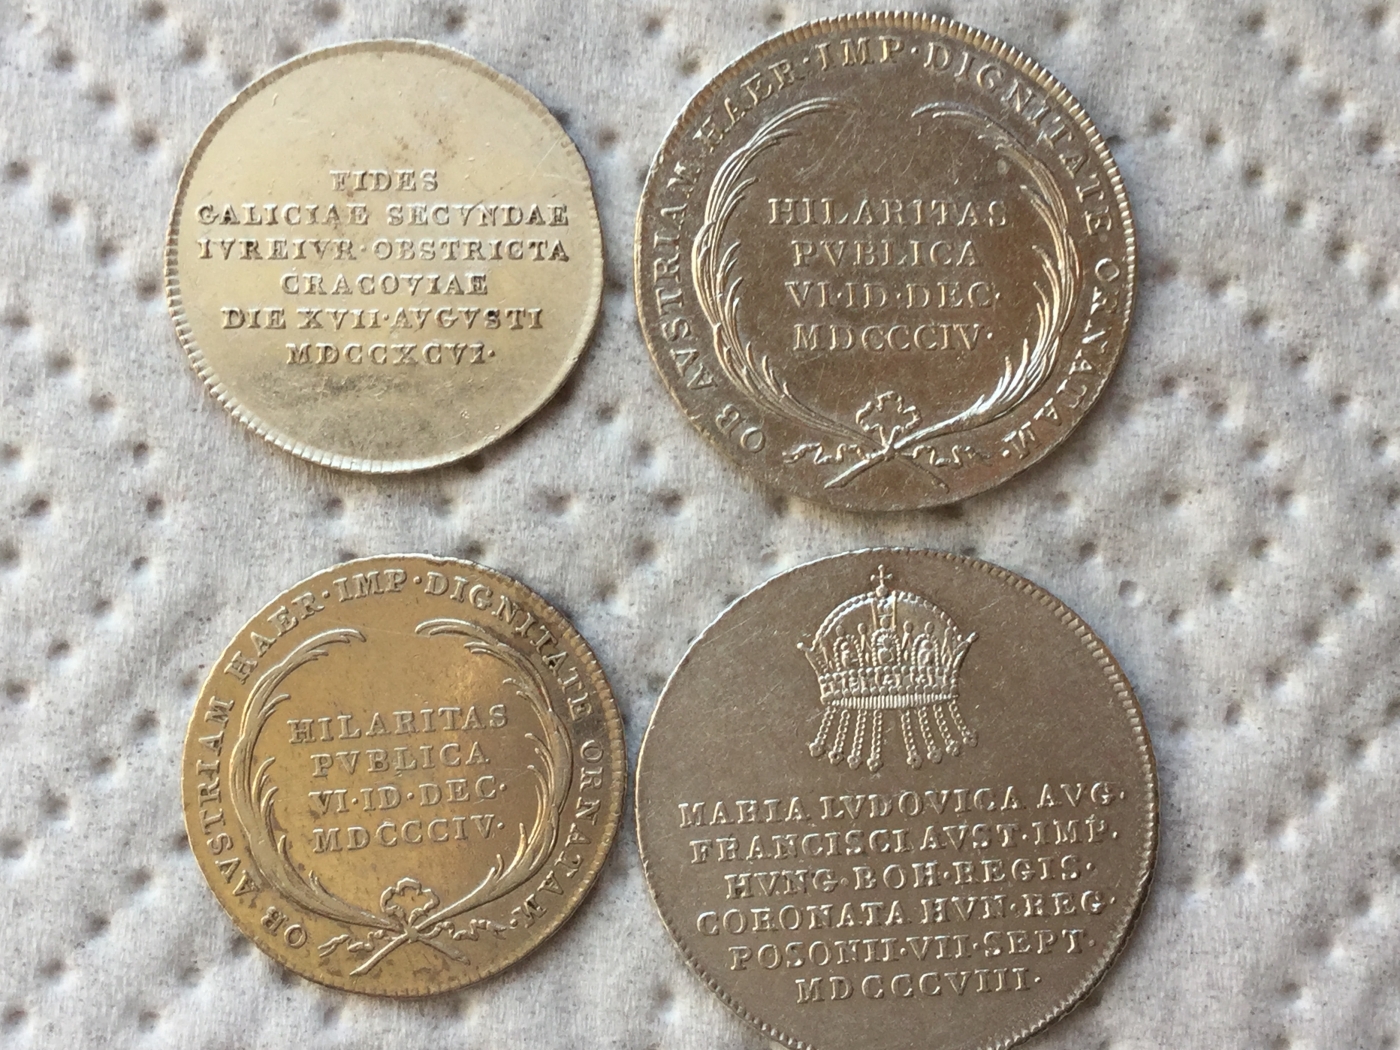 FIDES
GALICIAE SECVNDAE
IVREIVR·OBSTRICTA
CRACOVIAE
DIE XVII·AVGVSTI
MDCCXCVI·
OB AVSTRIAM HAER·IMP·DIGNITATE·ORNATAM·
HILARITAS
PVBLICA
VI·ID·DEC·
MDCCCIV·
OB AVSTRIAM HAER·IMP·DIGNITATE ORNATAM·
HILARITAS
PVBLICA
VI·ID·DEC·
MDCCCIV·
MARIA LVDOVICA AVG·
FRANCISCI AVST·IMP·
HVNG·BOH·REGIS·
CORONATA HVN·REG·
POSONII·VII·SEPT·
MDCCCVIII·